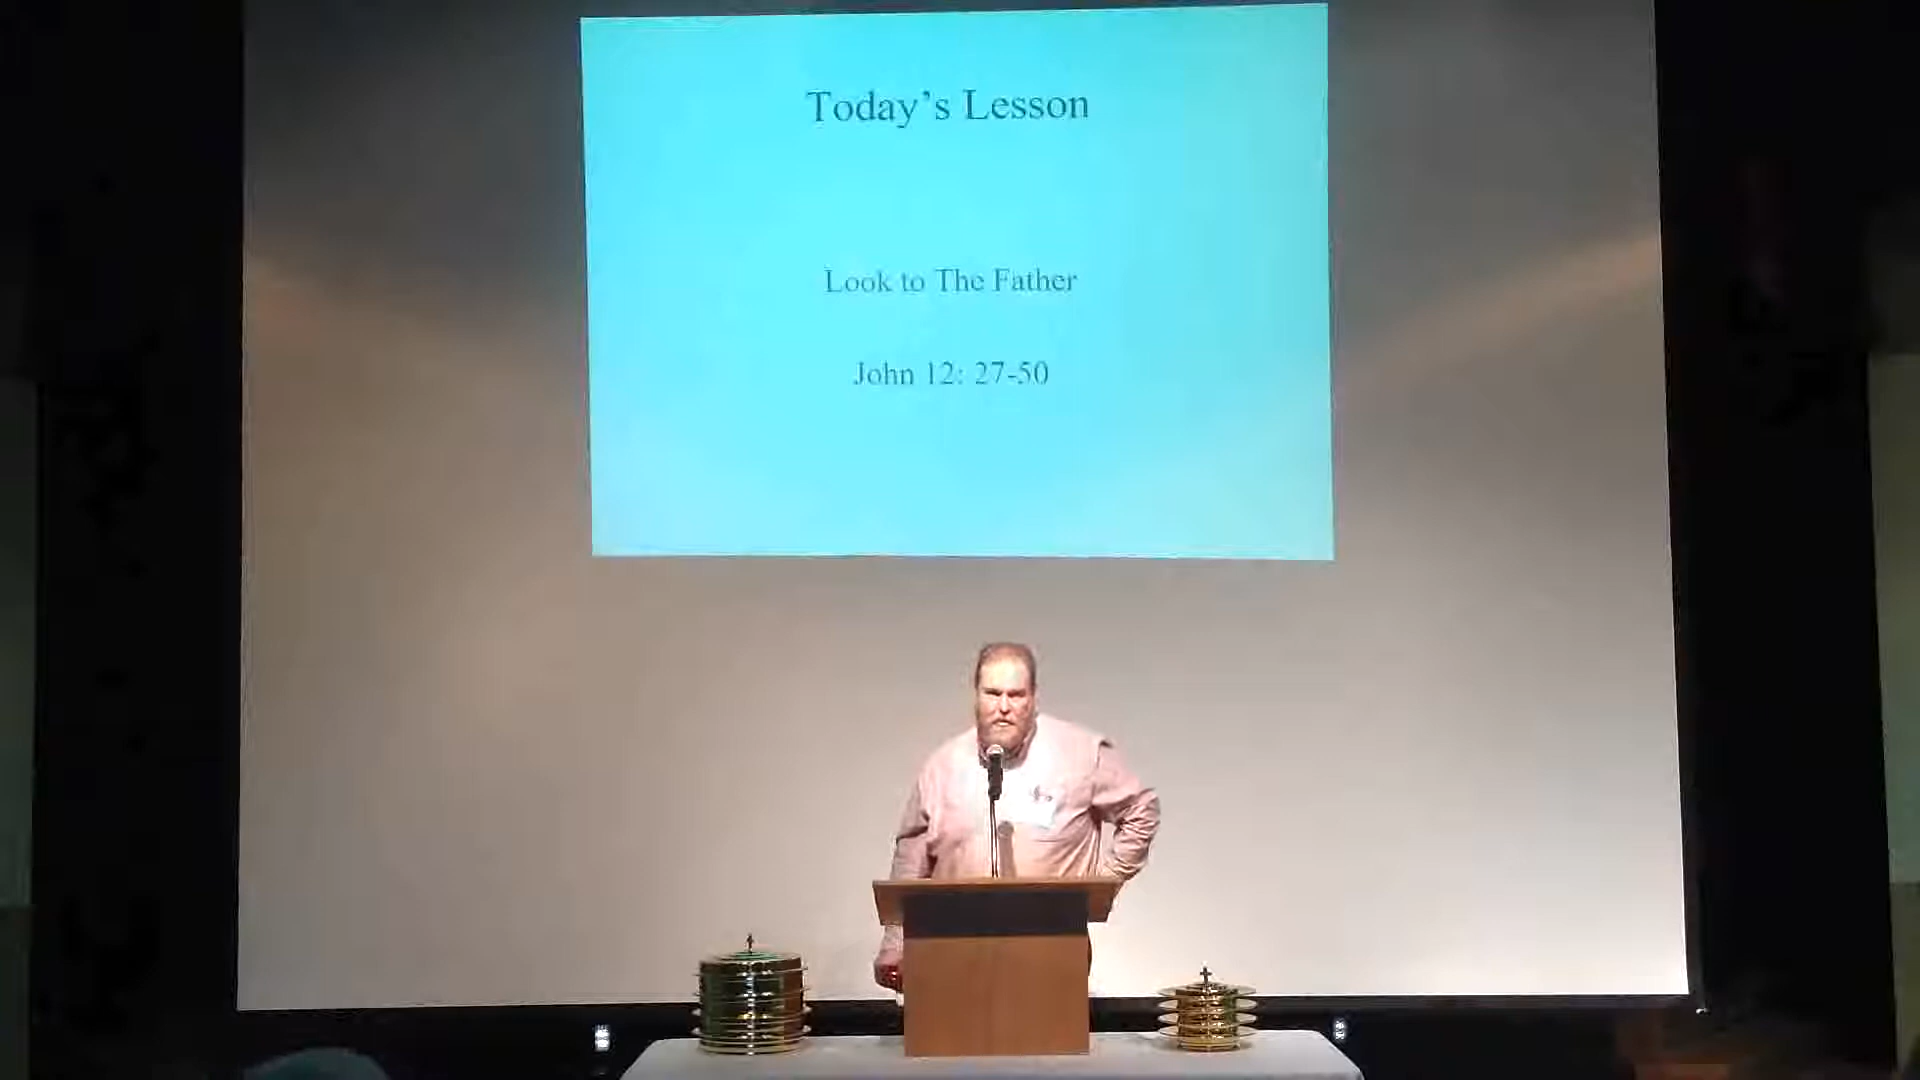 Today’s Lesson
Look to The Father
John 12: 27-50